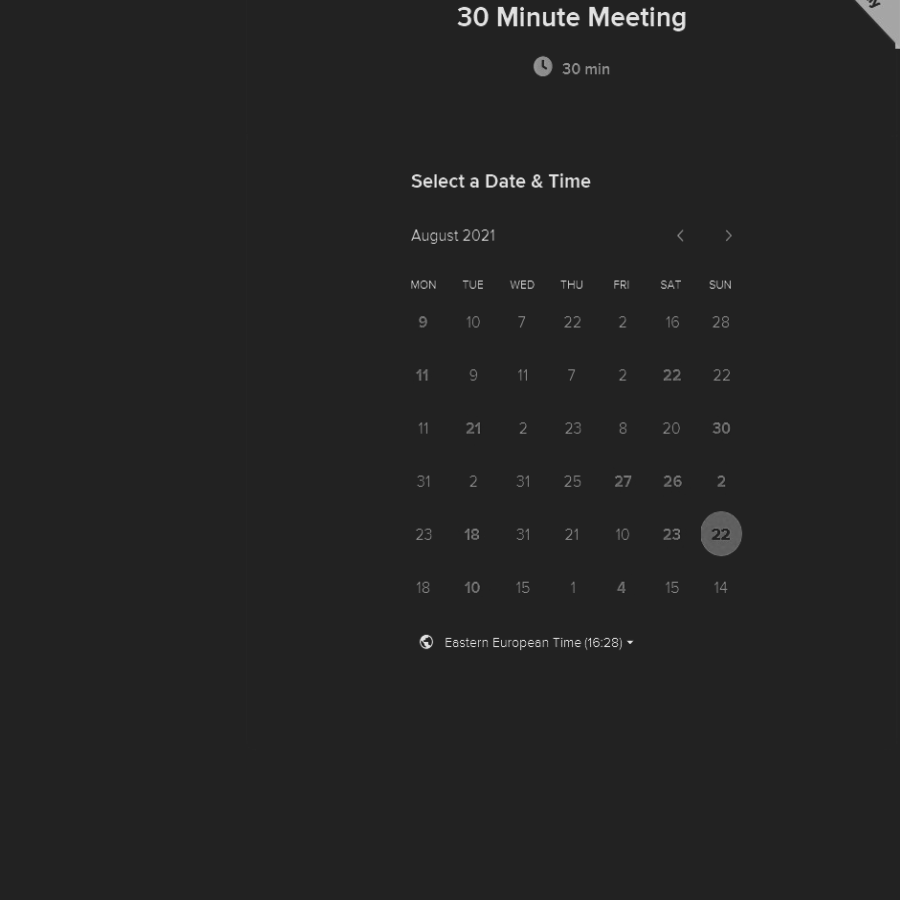 30 Minute Meeting
30 min
Select a Date & Time
August 2021
MON TUE WED THU FRI SAT SUN
9 10 7 22 2 16 28
11 9 11 7 2 22 22
11 21 2 23 8 20 30
31 2 31 25 27 26 2
23 18 31 21 10 23 22
18 10 15 1 4 15 14
Eastern European Time (16:28)